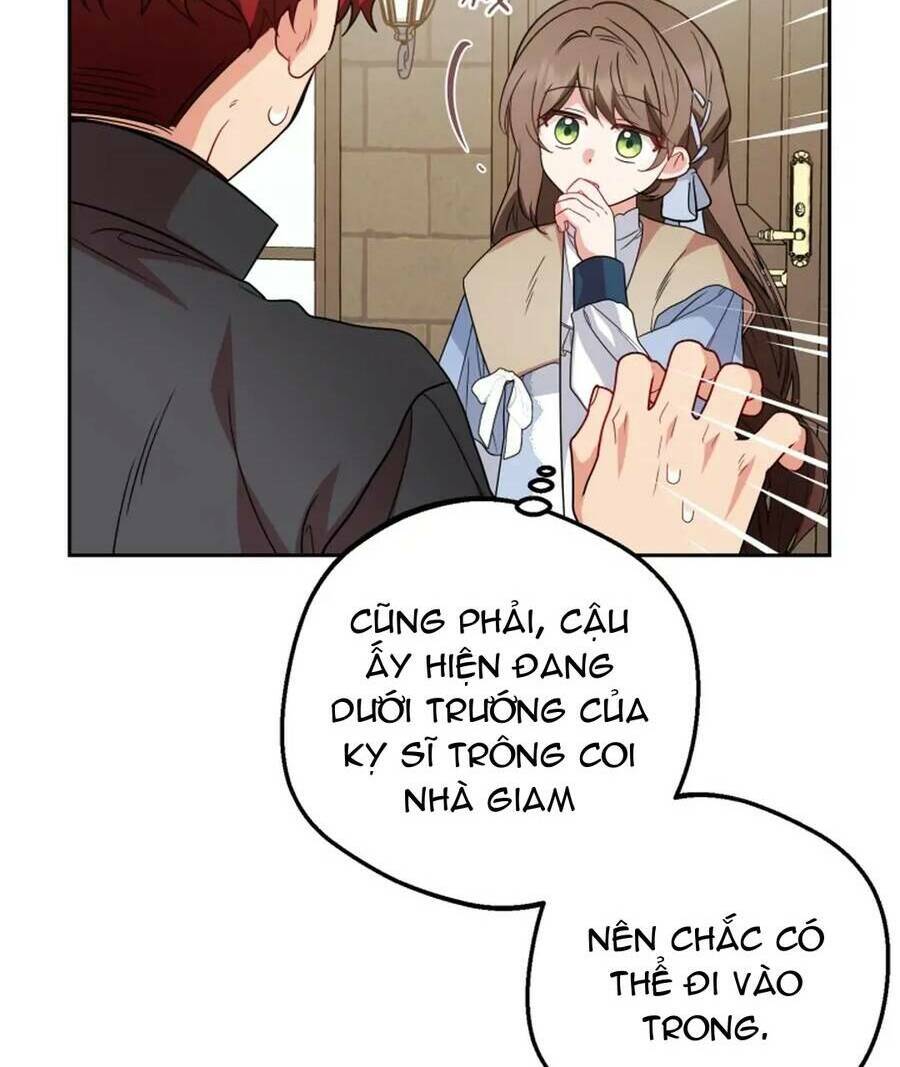 CŨNG PHẢI, CẬU
ẤY HIỆN ĐANG
DƯỚI TRƯỚNG CỦA
KỴ SĨ TRÔNG COI
NHÀ GIAM
NÊN CHẮC CÓ
THỂ ĐI VÀO
TRONG.